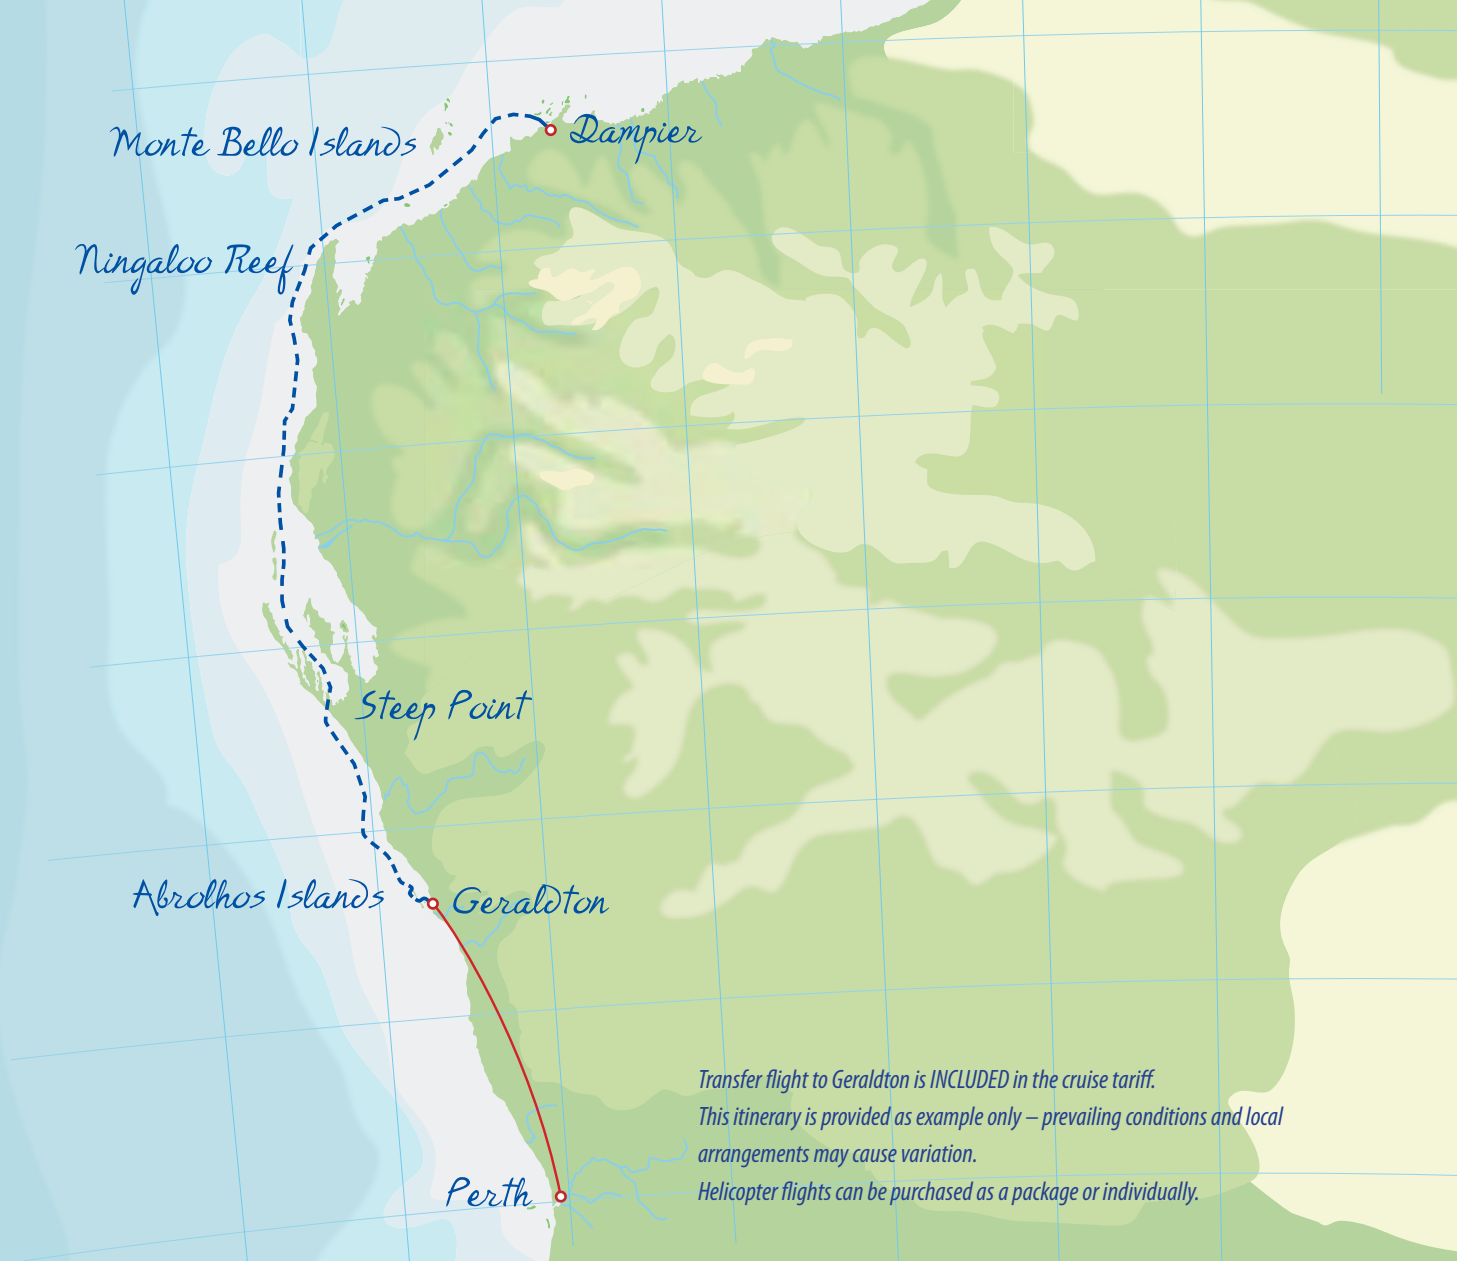 Dampier
Monte Bello Islands
Ningaloo Reef
Steep Point
Abrolhos Islands
Geraldton
Transfer flight to Geraldton is INCLUDED in the cruise tariff.
This itinerary is provided as example only – prevailing conditions and local
arrangements may cause variation.
Helicopter flights can be purchased as a package or individually.
Perth